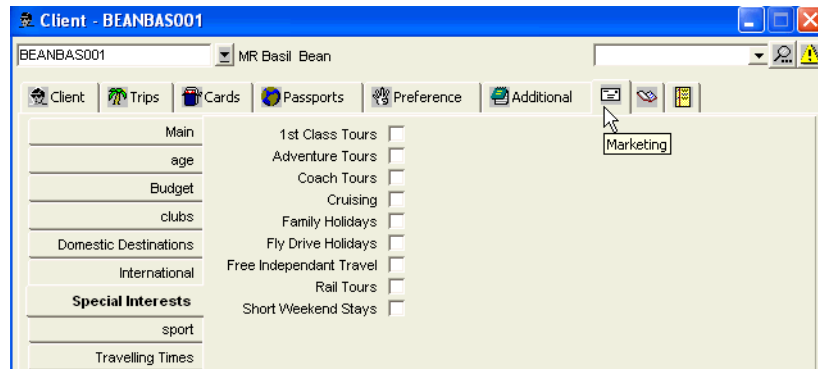 Client - BEANBAS001
BEANBAS001 MR Basil Bean
Client Trips Cards Passports Preference Additional
Marketing
Main
age
Budget
clubs
Domestic Destinations
International
Special Interests
sport
Travelling Times
1st Class Tours
Adventure Tours
Coach Tours
Cruising
Family Holidays
Fly Drive Holidays
Free Independant Travel
Rail Tours
Short Weekend Stays